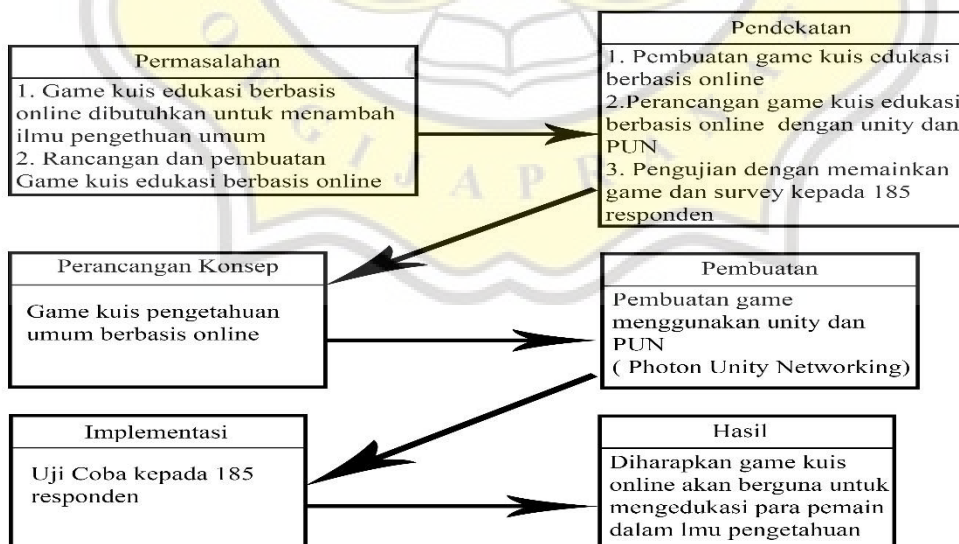 Permasalahan
1. Game kuis edukasi berbasis
online dibutuhkan untuk menambah
ilmu pengethuan umum
2. Rancangan dan pembuatan
Game kuis edukasi berbasis online
Pendekatan
1. Pembuatan game kuis edukasi
berbasis online
2.Perancangan game kuis edukasi
berbasis online dengan unity dan
PUN
3. Pengujian dengan memainkan
game dan survey kepada 185
responden
Perancangan Konsep
Game kuis pengetahuan
umum berbasis online
Pembuatan
Pembuatan game
menggunakan unity dan
PUN
( Photon Unity Networking)
Implementasi
Uji Coba kepada 185
responden
Hasil
Diharapkan game kuis
online akan berguna untuk
mengedukasi para pemain
dalam lmu pengetahuan